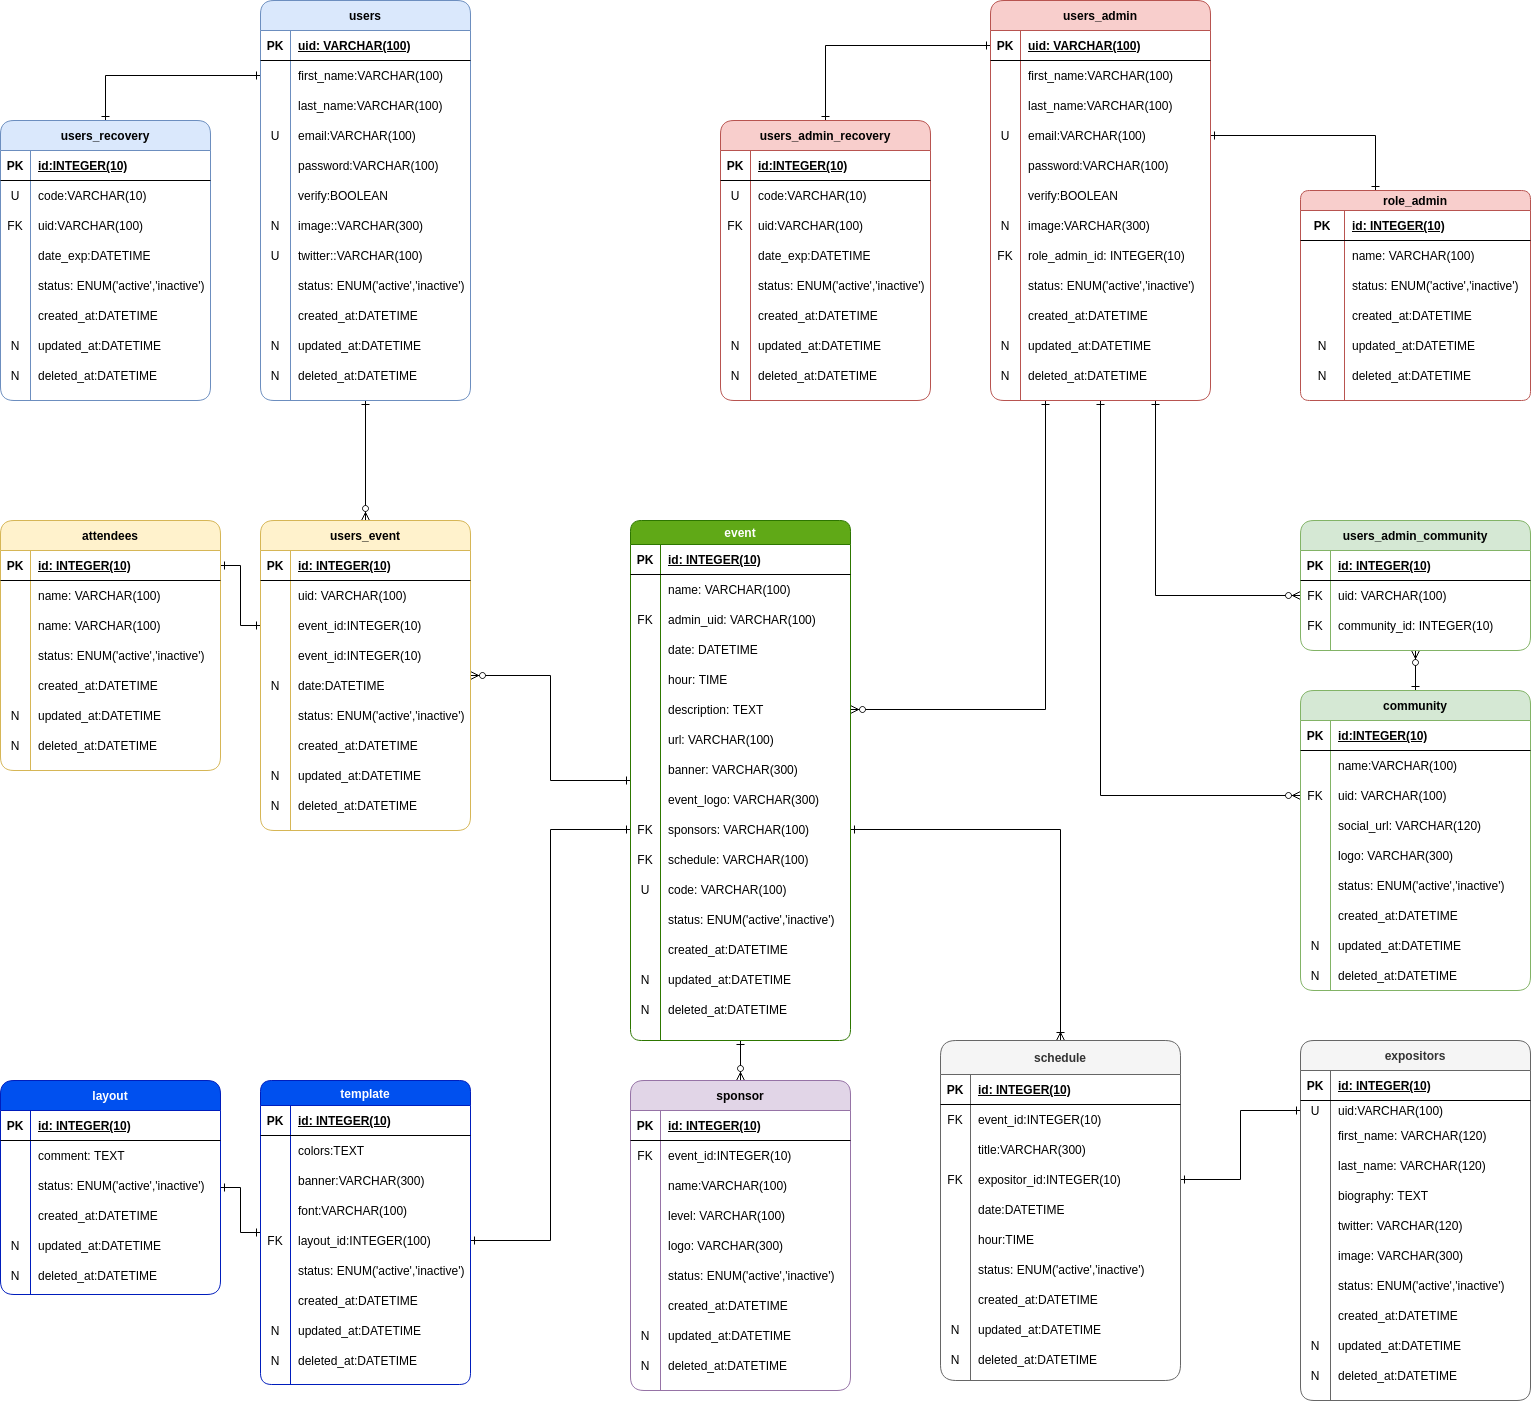 users
PK uid: VARCHAR(100)
first_name:VARCHAR(100)
last_name:VARCHAR(100)
U email:VARCHAR(100)
password:VARCHAR(100)
verify:BOOLEAN
N image::VARCHAR(300)
U twitter::VARCHAR(100)
status: ENUM('active','inactive')
created_at:DATETIME
N updated_at:DATETIME
N deleted_at:DATETIME
users_admin
PK uid: VARCHAR(100)
first_name:VARCHAR(100)
last_name:VARCHAR(100)
U email:VARCHAR(100)
password:VARCHAR(100)
verify:BOOLEAN
N image:VARCHAR(300)
FK role_admin_id: INTEGER(10)
status: ENUM('active','inactive')
created_at:DATETIME
N updated_at:DATETIME
N deleted_at:DATETIME
users_recovery
PK id:INTEGER(10)
U code:VARCHAR(10)
FK uid:VARCHAR(100)
date_exp:DATETIME
status: ENUM('active','inactive')
created_at:DATETIME
N updated_at:DATETIME
N deleted_at:DATETIME
users_admin_recovery
PK id:INTEGER(10)
U code:VARCHAR(10)
FK uid:VARCHAR(100)
date_exp:DATETIME
status: ENUM('active','inactive')
created_at:DATETIME
N updated_at:DATETIME
N deleted_at:DATETIME
role_admin
PK id: INTEGER(10)
name: VARCHAR(100)
status: ENUM('active','inactive')
created_at:DATETIME
N updated_at:DATETIME
N deleted_at:DATETIME
attendees
PK id: INTEGER(10)
name: VARCHAR(100)
name: VARCHAR(100)
status: ENUM('active','inactive')
created_at:DATETIME
N updated_at:DATETIME
N deleted_at:DATETIME
users_event
PK id: INTEGER(10)
uid: VARCHAR(100)
event_id:INTEGER(10)
event_id:INTEGER(10)
N date:DATETIME
status: ENUM('active','inactive')
created_at:DATETIME
N updated_at:DATETIME
N deleted_at:DATETIME
event
PK id: INTEGER(10)
name: VARCHAR(100)
FK admin_uid: VARCHAR(100)
date: DATETIME
hour: TIME
description: TEXT
url: VARCHAR(100)
banner: VARCHAR(300)
event_logo: VARCHAR(300)
FK sponsors: VARCHAR(100)
FK schedule: VARCHAR(100)
U code: VARCHAR(100)
status: ENUM('active','inactive')
created_at:DATETIME
N updated_at:DATETIME
N deleted_at:DATETIME
users_admin_community
PK id: INTEGER(10)
FK uid: VARCHAR(100)
FK community_id: INTEGER(10)
community
PK id:INTEGER(10)
name:VARCHAR(100)
FK uid: VARCHAR(100)
social_url: VARCHAR(120)
logo: VARCHAR(300)
status: ENUM('active','inactive')
created_at:DATETIME
N updated_at:DATETIME
N deleted_at:DATETIME
layout
PK id: INTEGER(10)
comment: TEXT
status: ENUM('active','inactive')
created_at:DATETIME
N updated_at:DATETIME
N deleted_at:DATETIME
template
PK id: INTEGER(10)
colors:TEXT
banner:VARCHAR(300)
font:VARCHAR(100)
FK layout_id:INTEGER(100)
status: ENUM('active','inactive')
created_at:DATETIME
N updated_at:DATETIME
N deleted_at:DATETIME
sponsor
PK id: INTEGER(10)
FK event_id:INTEGER(10)
name:VARCHAR(100)
level: VARCHAR(100)
logo: VARCHAR(300)
status: ENUM('active','inactive')
created_at:DATETIME
N updated_at:DATETIME
N deleted_at:DATETIME
schedule
PK id: INTEGER(10)
FK event_id:INTEGER(10)
title:VARCHAR(300)
FK expositor_id:INTEGER(10)
date:DATETIME
hour:TIME
status: ENUM('active','inactive')
created_at:DATETIME
N updated_at:DATETIME
N deleted_at:DATETIME
expositors
PK id: INTEGER(10)
U uid:VARCHAR(100)
first_name: VARCHAR(120)
last_name: VARCHAR(120)
biography: TEXT
twitter: VARCHAR(120)
image: VARCHAR(300)
status: ENUM('active','inactive')
created_at:DATETIME
N updated_at:DATETIME
N deleted_at:DATETIME